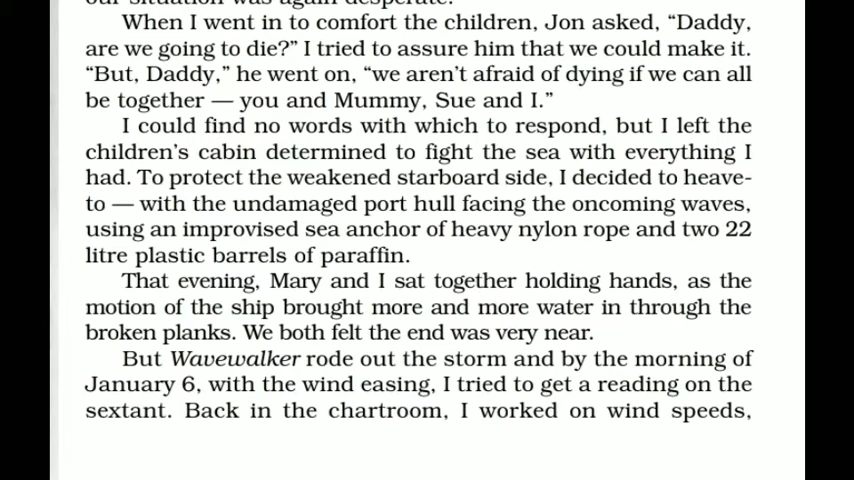 our situation was again desperate.
When I went in to comfort the children, Jon asked, “Daddy,
are we going to die?” I tried to assure him that we could make it.
“But, Daddy,” he went on, “we aren’t afraid of dying if we can all
be together — you and Mummy, Sue and I.”
I could find no words with which to respond, but I left the
children’s cabin determined to fight the sea with everything I
had. To protect the weakened starboard side, I decided to heave-
to — with the undamaged port hull facing the oncoming waves,
using an improvised sea anchor of heavy nylon rope and two 22
litre plastic barrels of paraffin.
That evening, Mary and I sat together holding hands, as the
motion of the ship brought more and more water in through the
broken planks. We both felt the end was very near.
But Wavewalker rode out the storm and by the morning of
January 6, with the wind easing, I tried to get a reading on the
sextant. Back in the chartroom, I worked on wind speeds,